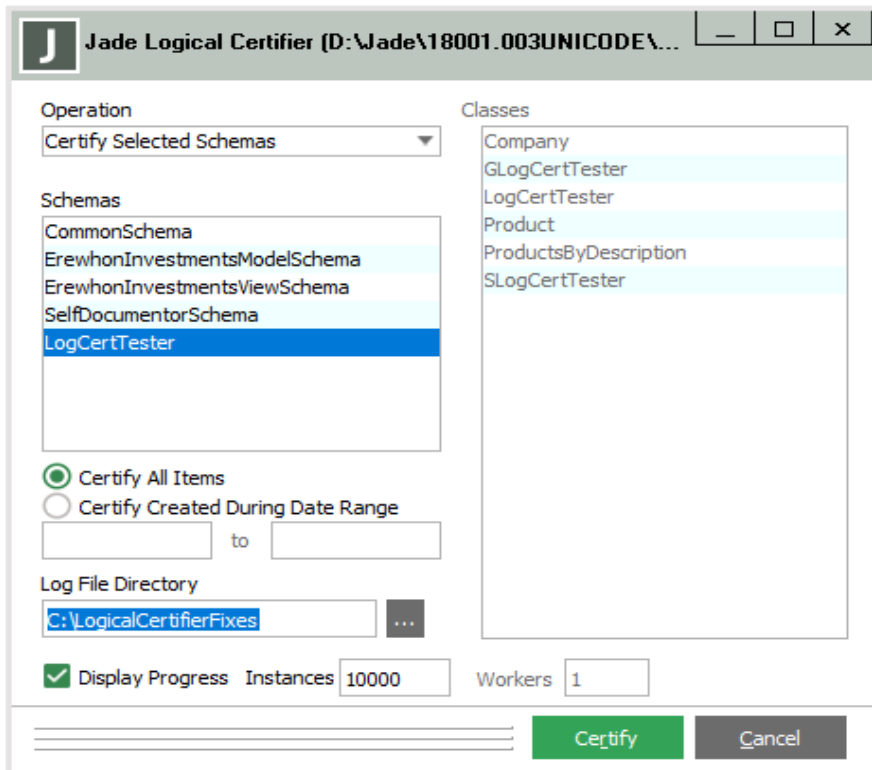 J
Jade Logical Certifier (D:\Jade\18001.003UNICODE\...
Operation
Certify Selected Schemas
Schemas
CommonSchema
ErewhonInvestmentsModelSchema
ErewhonInvestmentsViewSchema
SelfDocumentorSchema
LogCertTester
Certify All Items
Certify Created During Date Range
to
Log File Directory
C:\LogicalCertifierFixes
...
Classes
Company
GLogCertTester
LogCertTester
Product
ProductsByDescription
SLogCertTester
Display Progress Instances 10000 Workers 1
Certify Cancel